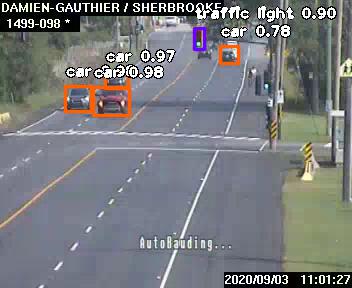 DAMIEN-GAUTHIER / SHERBROOKE
traffic light 0.90
1499-098 *
car 0.78
car 0.97
car 0.98
AutoBauding...
2020/09/03 11:01:27